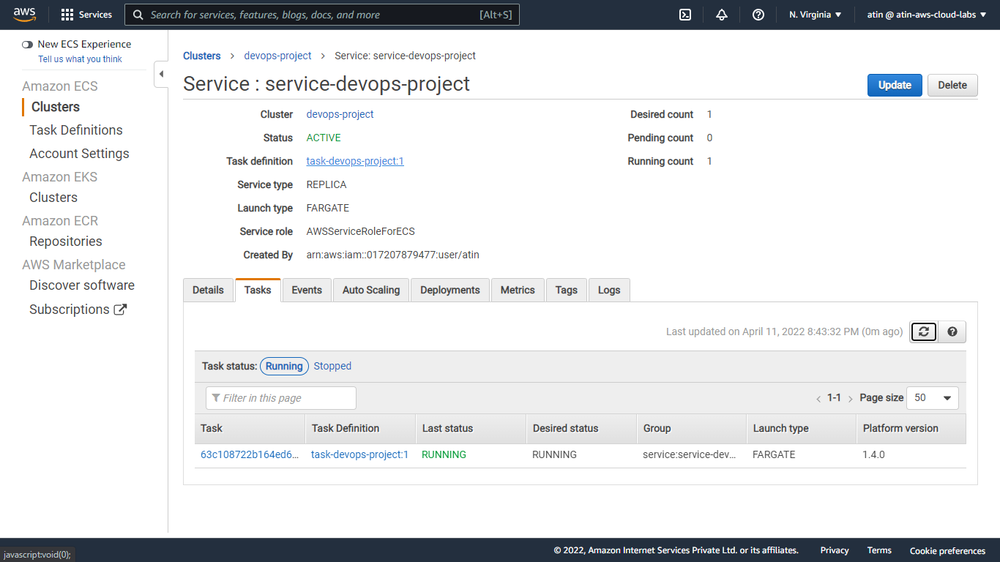 aws Services Search for services, features, blogs, docs, and more [Alt+S] N. Virginia atin @ atin-aws-cloud-labs
New ECS Experience
Tell us what you think
Amazon ECS
Clusters
Task Definitions
Account Settings
Amazon EKS
Clusters
Amazon ECR
Repositories
AWS Marketplace
Discover software
Subscriptions
Clusters > devops-project > Service: service-devops-project
Service : service-devops-project Update Delete
Cluster devops-project Desired count 1
Status ACTIVE Pending count 0
Task definition task-devops-project:1 Running count 1
Service type REPLICA
Launch type FARGATE
Service role AWSServiceRoleForECS
Created By arn:aws:iam::017207879477:user/atin
Details Tasks Events Auto Scaling Deployments Metrics Tags Logs
Last updated on April 11, 2022 8:43:32 PM (0m ago)
Task status: Running Stopped
Filter in this page < 1-1 > Page size 50
Task Task Definition Last status Desired status Group Launch type Platform version
63c108722b164ed6... task-devops-project:1 RUNNING RUNNING service:service-dev... FARGATE 1.4.0
© 2022, Amazon Internet Services Private Ltd. or its affiliates. Privacy Terms Cookie preferences
javascript:void(0);